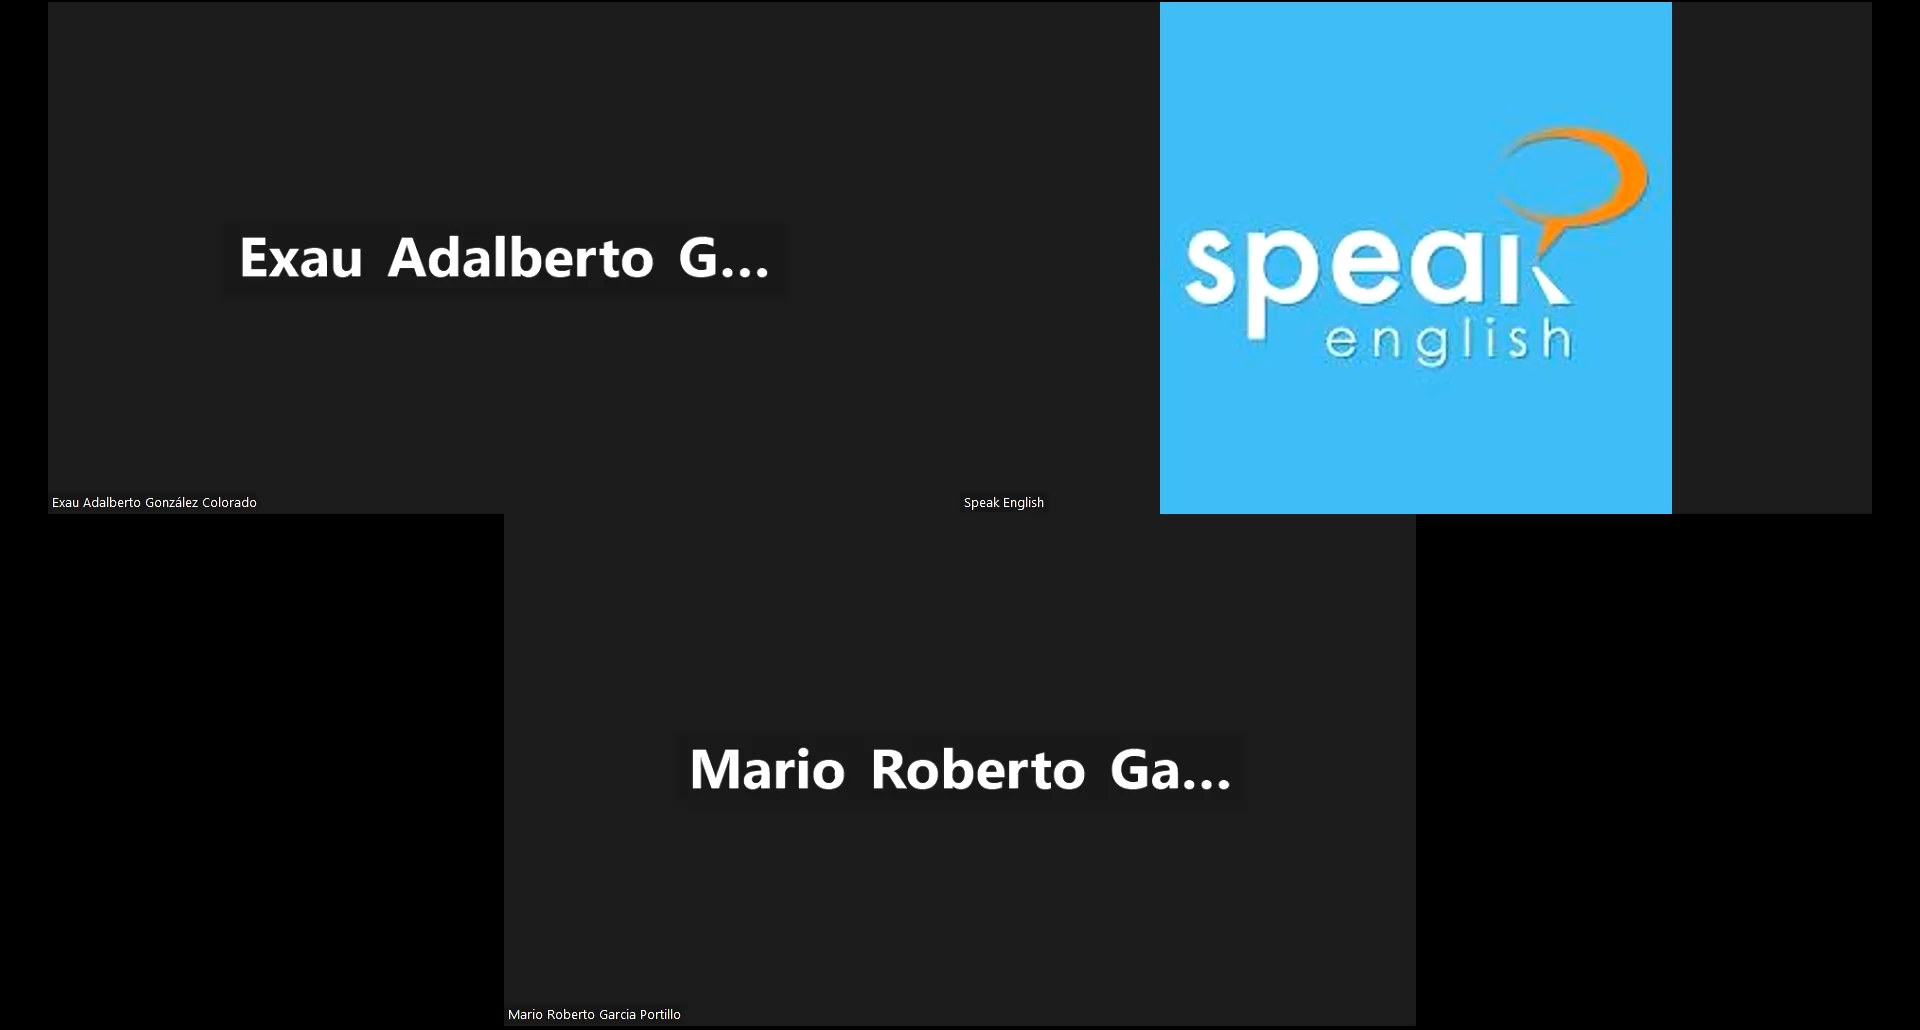 Exau Adalberto G...
speak
english
Exau Adalberto González Colorado
Speak English
Mario Roberto Ga...
Mario Roberto Garcia Portillo